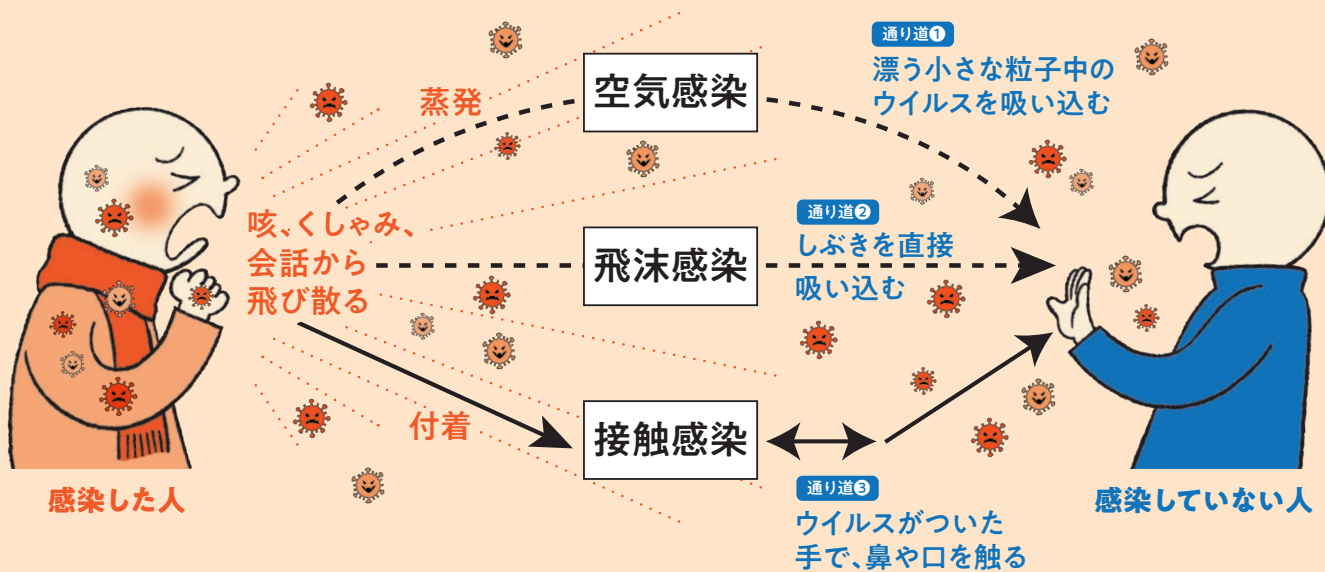 通り道❶
漂う小さな粒子中の
ウイルスを吸い込む
空気感染
蒸発
咳、くしゃみ、
会話から
飛び散る
飛沫感染
通り道❷
しぶきを直接
吸い込む
付着
接触感染
通り道❸
ウイルスがついた
手で、鼻や口を触る
感染した人
感染していない人